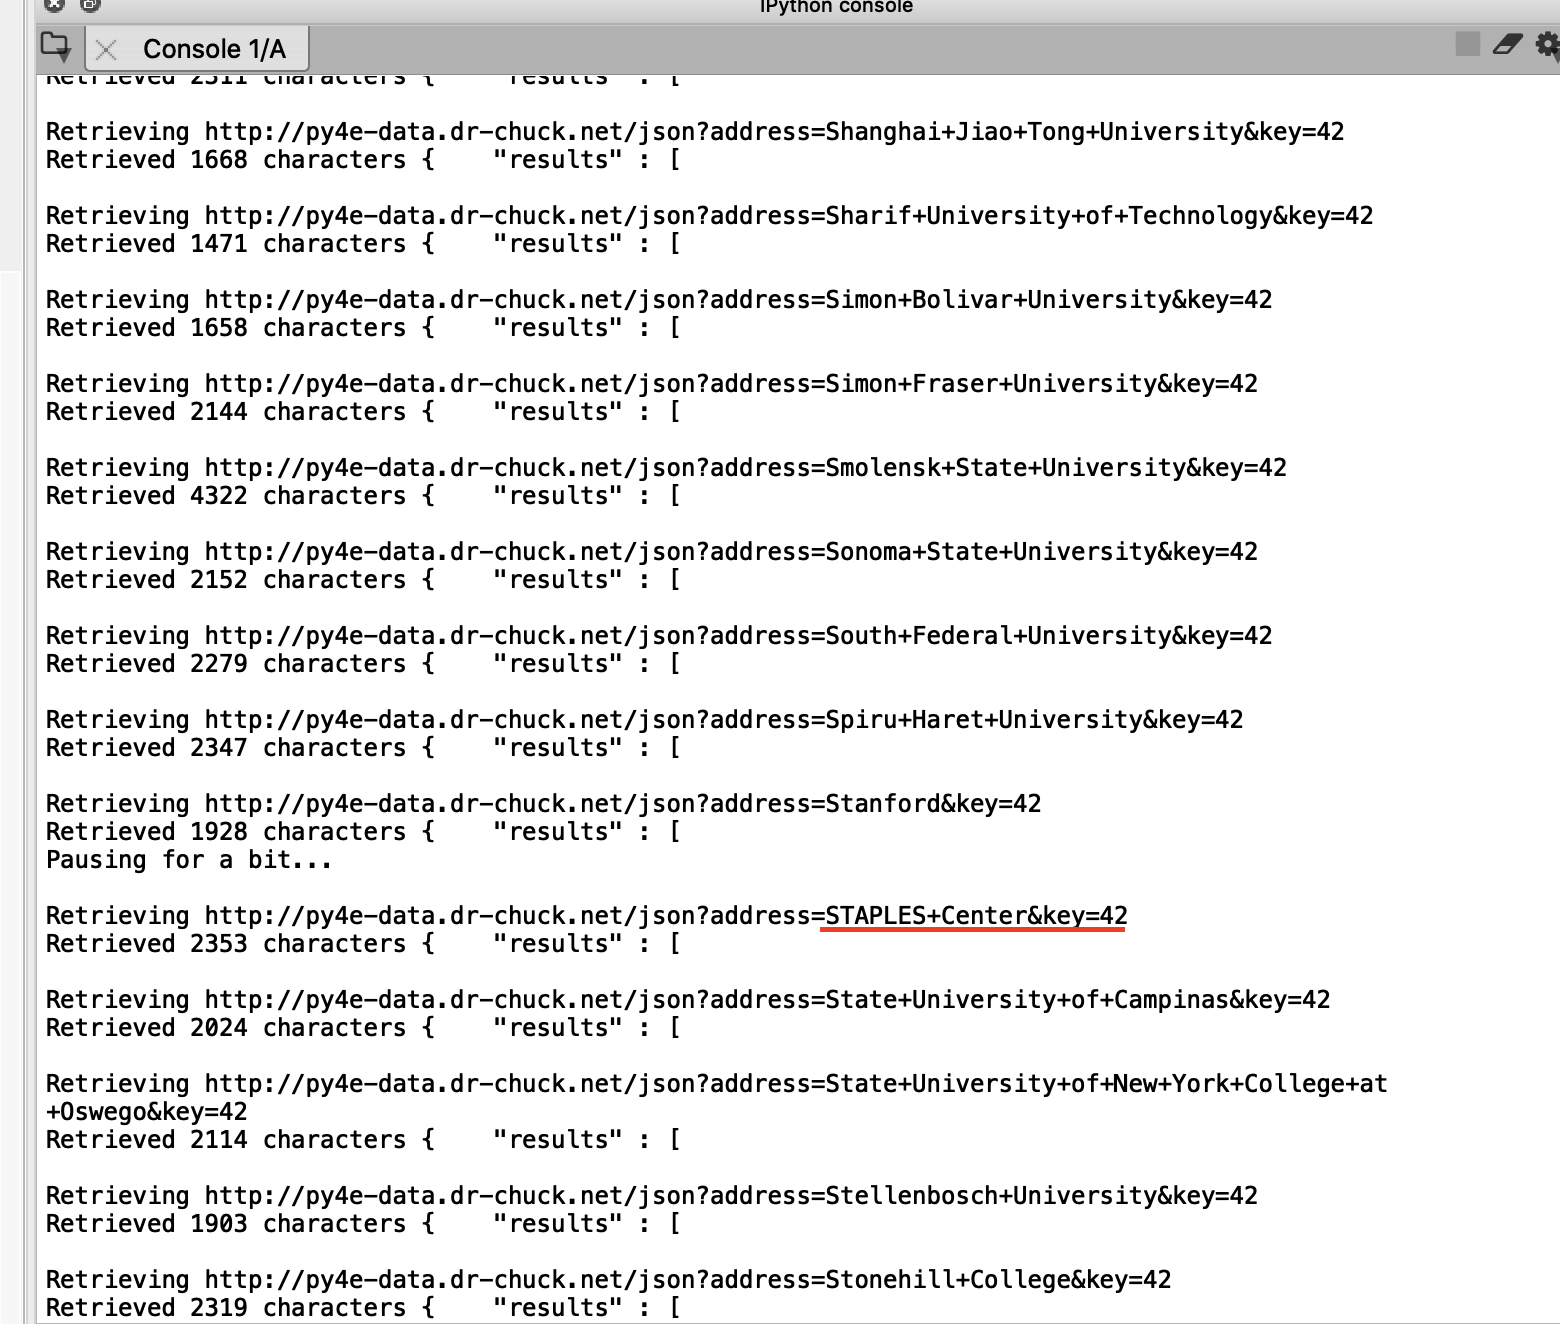 IPython console
Console 1/A
Retrieved 2311 characters {    "results" : [
Retrieving http://py4e-data.dr-chuck.net/json?address=Shanghai+Jiao+Tong+University&key=42
Retrieved 1668 characters {    "results" : [
Retrieving http://py4e-data.dr-chuck.net/json?address=Sharif+University+of+Technology&key=42
Retrieved 1471 characters {    "results" : [
Retrieving http://py4e-data.dr-chuck.net/json?address=Simon+Bolivar+University&key=42
Retrieved 1658 characters {    "results" : [
Retrieving http://py4e-data.dr-chuck.net/json?address=Simon+Fraser+University&key=42
Retrieved 2144 characters {    "results" : [
Retrieving http://py4e-data.dr-chuck.net/json?address=Smolensk+State+University&key=42
Retrieved 4322 characters {    "results" : [
Retrieving http://py4e-data.dr-chuck.net/json?address=Sonoma+State+University&key=42
Retrieved 2152 characters {    "results" : [
Retrieving http://py4e-data.dr-chuck.net/json?address=South+Federal+University&key=42
Retrieved 2279 characters {    "results" : [
Retrieving http://py4e-data.dr-chuck.net/json?address=Spiru+Haret+University&key=42
Retrieved 2347 characters {    "results" : [
Retrieving http://py4e-data.dr-chuck.net/json?address=Stanford&key=42
Retrieved 1928 characters {    "results" : [
Pausing for a bit...
Retrieving http://py4e-data.dr-chuck.net/json?address=STAPLES+Center&key=42
Retrieved 2353 characters {    "results" : [
Retrieving http://py4e-data.dr-chuck.net/json?address=State+University+of+Campinas&key=42
Retrieved 2024 characters {    "results" : [
Retrieving http://py4e-data.dr-chuck.net/json?address=State+University+of+New+York+College+at
+Oswego&key=42
Retrieved 2114 characters {    "results" : [
Retrieving http://py4e-data.dr-chuck.net/json?address=Stellenbosch+University&key=42
Retrieved 1903 characters {    "results" : [
Retrieving http://py4e-data.dr-chuck.net/json?address=Stonehill+College&key=42
Retrieved 2319 characters {    "results" : [